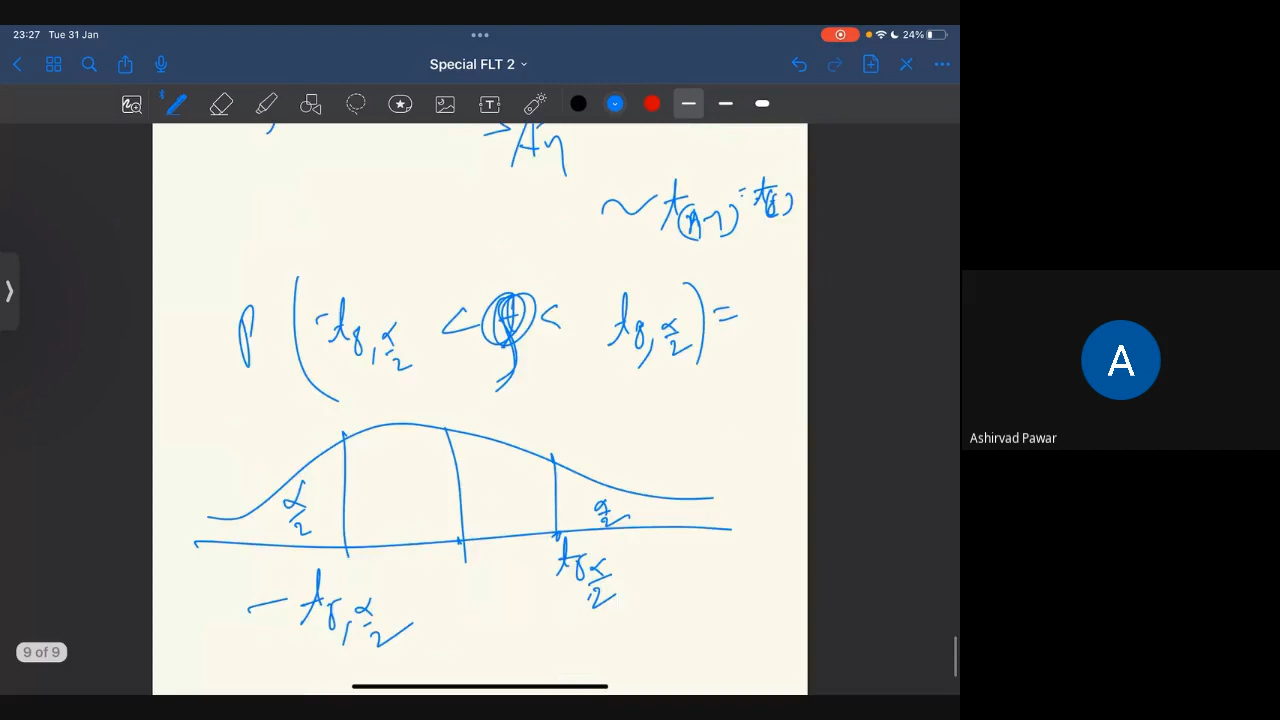 23:27 Tue 31 Jan 24%
Special FLT 2
√n
~ t(n-1) = t(8)
P ( -t8, α/2 < t < t8, α/2 ) =
α/2 α/2
- t8, α/2 t8 α/2
9 of 9
A
Ashirvad Pawar